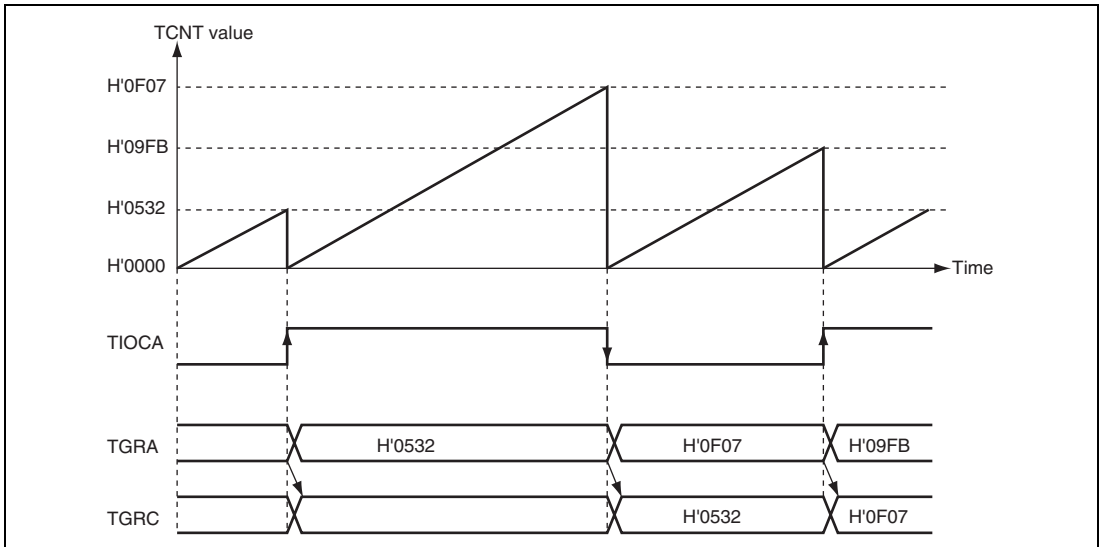 TCNT value
H'0F07
H'09FB
H'0532
H'0000
Time
TIOCA
TGRA
H'0532
H'0F07
H'09FB
TGRC
H'0532
H'0F07